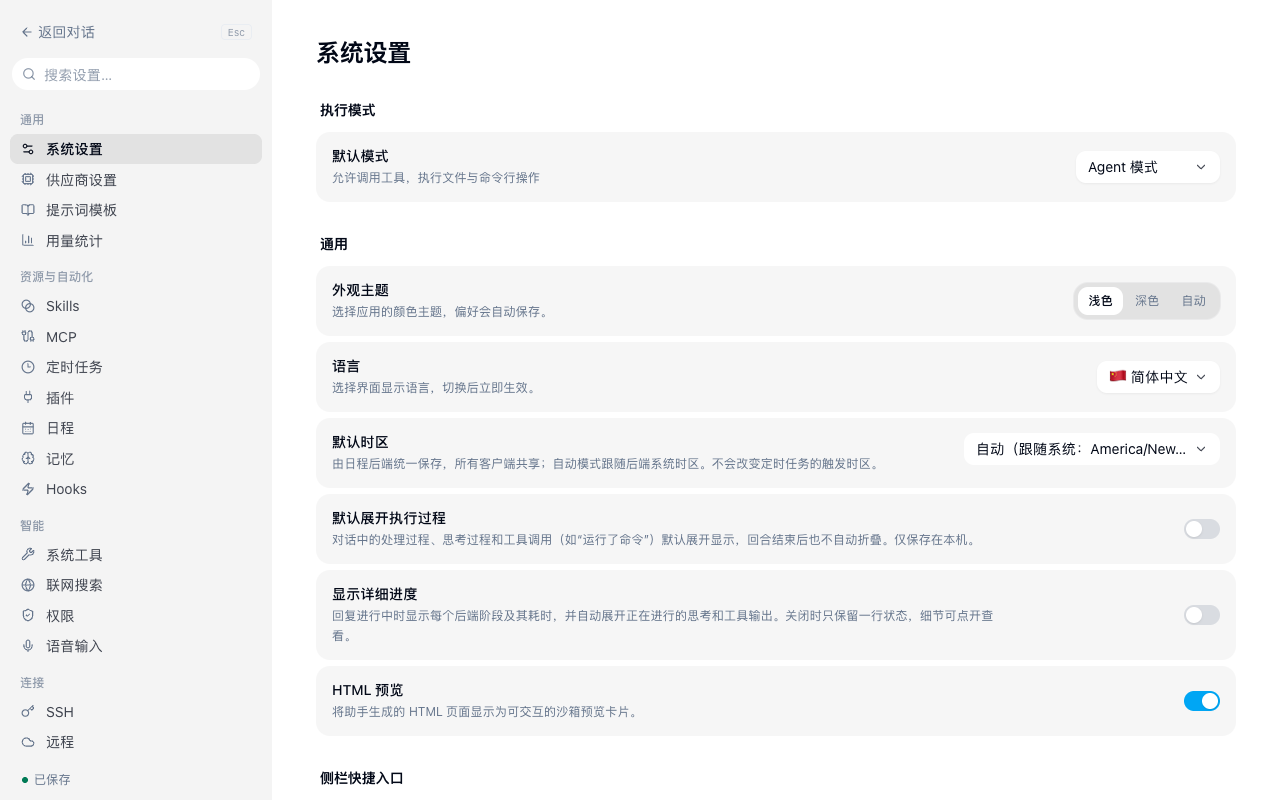 返回对话
Esc
搜索设置...
通用
系统设置
供应商设置
提示词模板
用量统计
资源与自动化
Skills
MCP
定时任务
插件
日程
记忆
Hooks
智能
系统工具
联网搜索
权限
语音输入
连接
SSH
远程
已保存
系统设置
执行模式
默认模式
允许调用工具，执行文件与命令行操作
Agent 模式
通用
外观主题
选择应用的颜色主题，偏好会自动保存。
浅色
深色
自动
语言
选择界面显示语言，切换后立即生效。
🇨🇳 简体中文
默认时区
由日程后端统一保存，所有客户端共享；自动模式跟随后端系统时区。不会改变定时任务的触发时区。
自动（跟随系统：America/New...
默认展开执行过程
对话中的处理过程、思考过程和工具调用（如“运行了命令”）默认展开显示，回合结束后也不自动折叠。仅保存在本机。
显示详细进度
回复进行中时显示每个后端阶段及其耗时，并自动展开正在进行的思考和工具输出。关闭时只保留一行状态，细节可点开查
看。
HTML 预览
将助手生成的 HTML 页面显示为可交互的沙箱预览卡片。
侧栏快捷入口